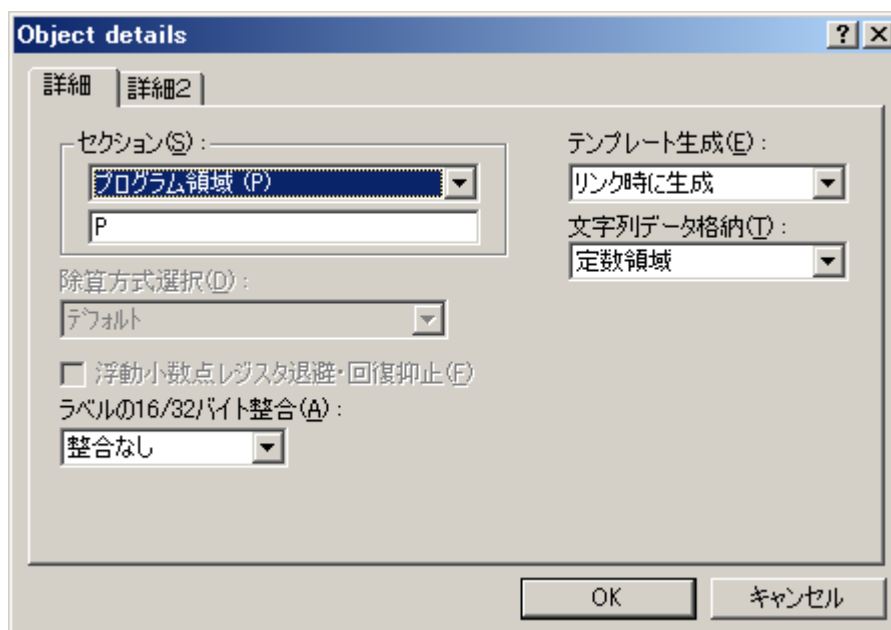 Object details
詳細
詳細2
セクション(S):
プログラム領域 (P)
P
除算方式選択(D):
デフォルト
浮動小数点レジスタ退避・回復抑止(F)
ラベルの16/32バイト整合(A):
整合なし
テンプレート生成(E):
リンク時に生成
文字列データ格納(T):
定数領域
OK
キャンセル